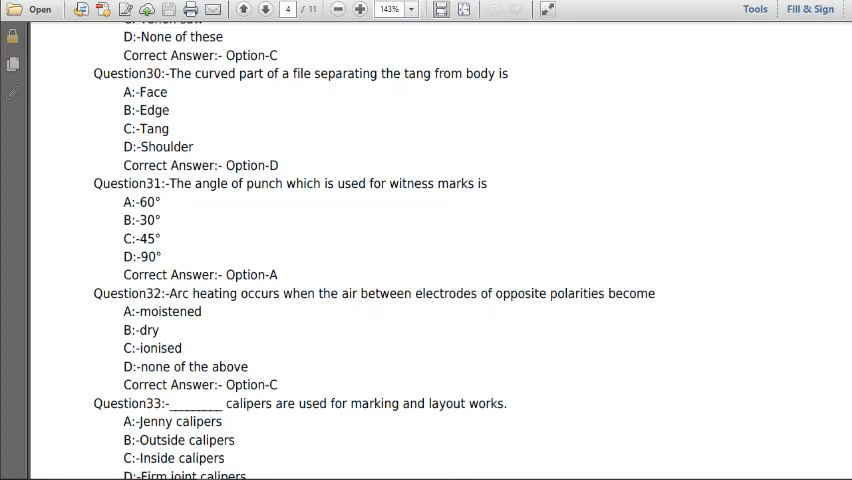 Open
4 / 11
143%
Tools
Fill & Sign
D:-None of these
Correct Answer:- Option-C
Question30:-The curved part of a file separating the tang from body is
A:-Face
B:-Edge
C:-Tang
D:-Shoulder
Correct Answer:- Option-D
Question31:-The angle of punch which is used for witness marks is
A:-60°
B:-30°
C:-45°
D:-90°
Correct Answer:- Option-A
Question32:-Arc heating occurs when the air between electrodes of opposite polarities become
A:-moistened
B:-dry
C:-ionised
D:-none of the above
Correct Answer:- Option-C
Question33:-_________ calipers are used for marking and layout works.
A:-Jenny calipers
B:-Outside calipers
C:-Inside calipers
D:-Firm joint calipers